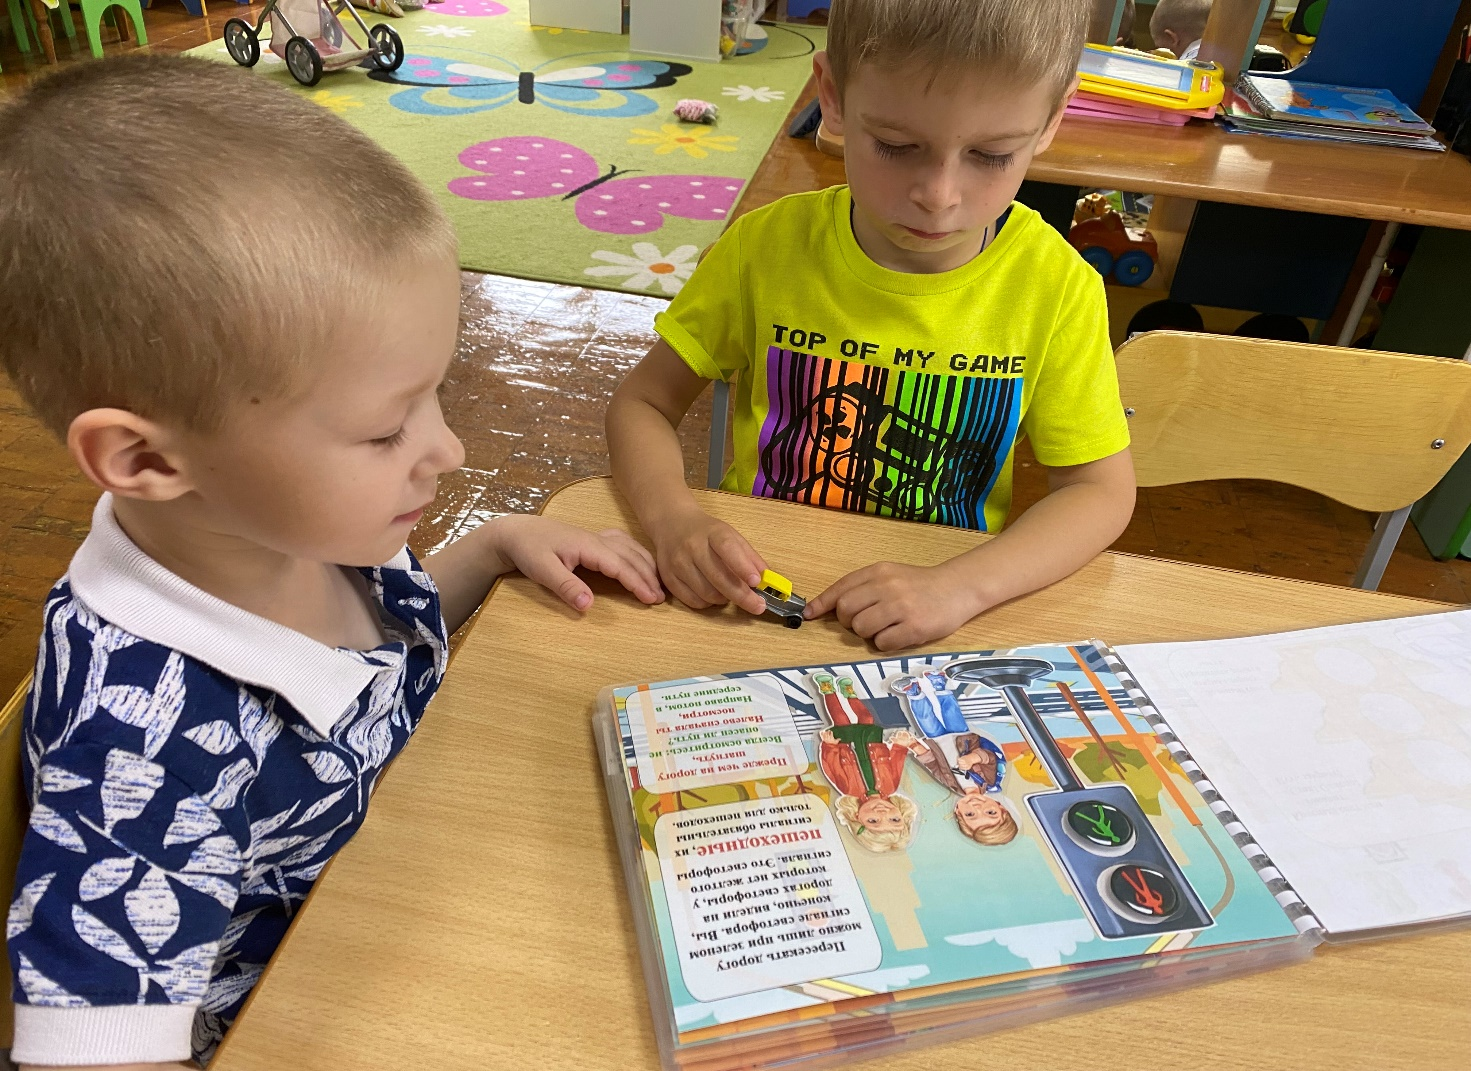 TOP OF MY GAME
Пересекать дорогу
можно лишь при зеленом
сигнале светофора. Вы,
конечно, видели на
дорогах светофоры, у
которых нет желтого
сигнала. Это светофоры
ПЕШЕХОДНЫЕ, их
сигналы обязательны
только для пешеходов.
Прежде чем на дорогу
шагнуть,
Всегда осмотритесь: не
опасен ли путь?
Налево сначала ты
посмотри,
Направо потом, в
середине пути.